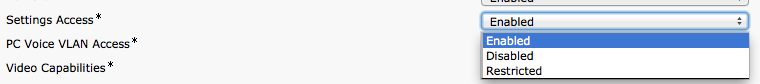 Settings Access*
Enabled
PC Voice VLAN Access*
Enabled
Disabled
Video Capabilities*
Restricted